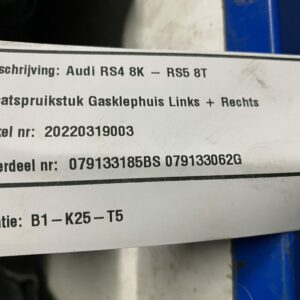 schrijving: Audi RS4 8K – RS5 8T
atspruikstuk Gasklephuis Links + Rechts
kel nr: 20220319003
erdeel nr: 079133185BS 079133062G
tie: B1-K25-T5